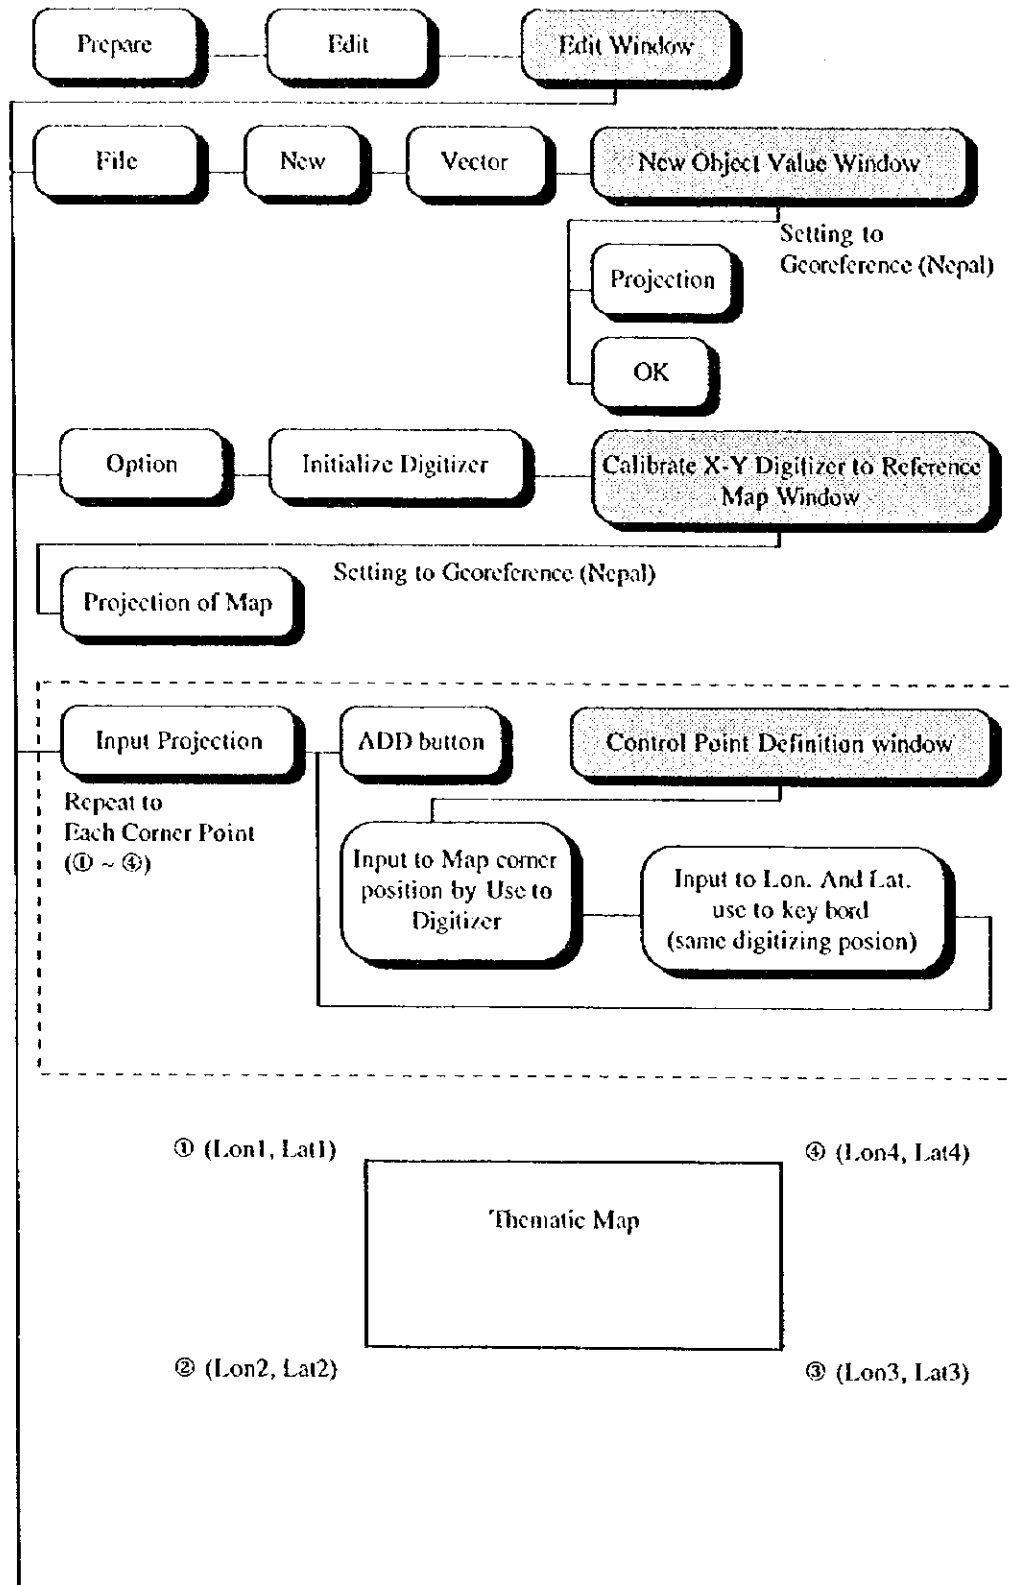 Prepare
Edit
Edit Window
File
New
Vector
New Object Value Window
Setting to
Georeference (Nepal)
Projection
OK
Option
Initialize Digitizer
Calibrate X-Y Digitizer to Reference
Map Window
Setting to Georeference (Nepal)
Projection of Map
Input Projection
ADD button
Control Point Definition window
Repeat to
Each Corner Point
(① ~ ④)
Input to Map corner
position by Use to
Digitizer
Input to Lon. And Lat.
use to key bord
(same digitizing posion)
① (Lon1, Lat1)
④ (Lon4, Lat4)
Thematic Map
② (Lon2, Lat2)
③ (Lon3, Lat3)